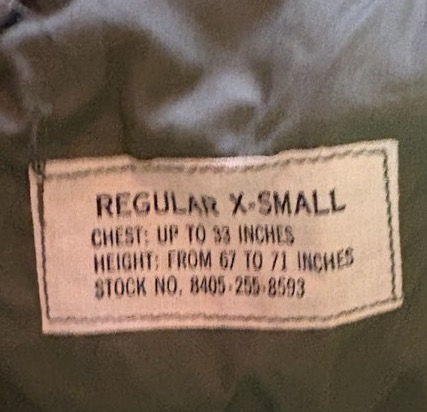 REGULAR X-SMALL
CHEST: UP TO 33 INCHES
HEIGHT: FROM 67 TO 71 INCHES
STOCK NO. 8405-255-8593